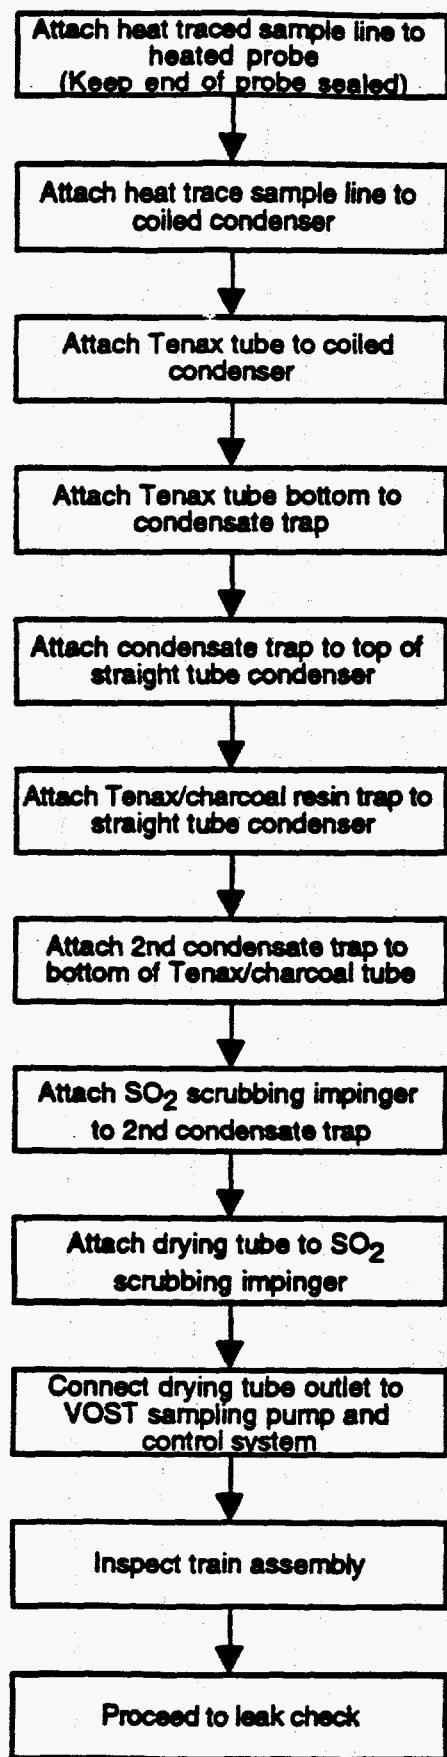 Attach heat traced sample line to
heated probe
(Keep end of probe sealed)
Attach heat trace sample line to
coiled condenser
Attach Tenax tube to coiled
condenser
Attach Tenax tube bottom to
condensate trap
Attach condensate trap to top of
straight tube condenser
Attach Tenax/charcoal resin trap to
straight tube condenser
Attach 2nd condensate trap to
bottom of Tenax/charcoal tube
Attach SO₂ scrubbing impinger
to 2nd condensate trap
Attach drying tube to SO₂
scrubbing impinger
Connect drying tube outlet to
VOST sampling pump and
control system
Inspect train assembly
Proceed to leak check